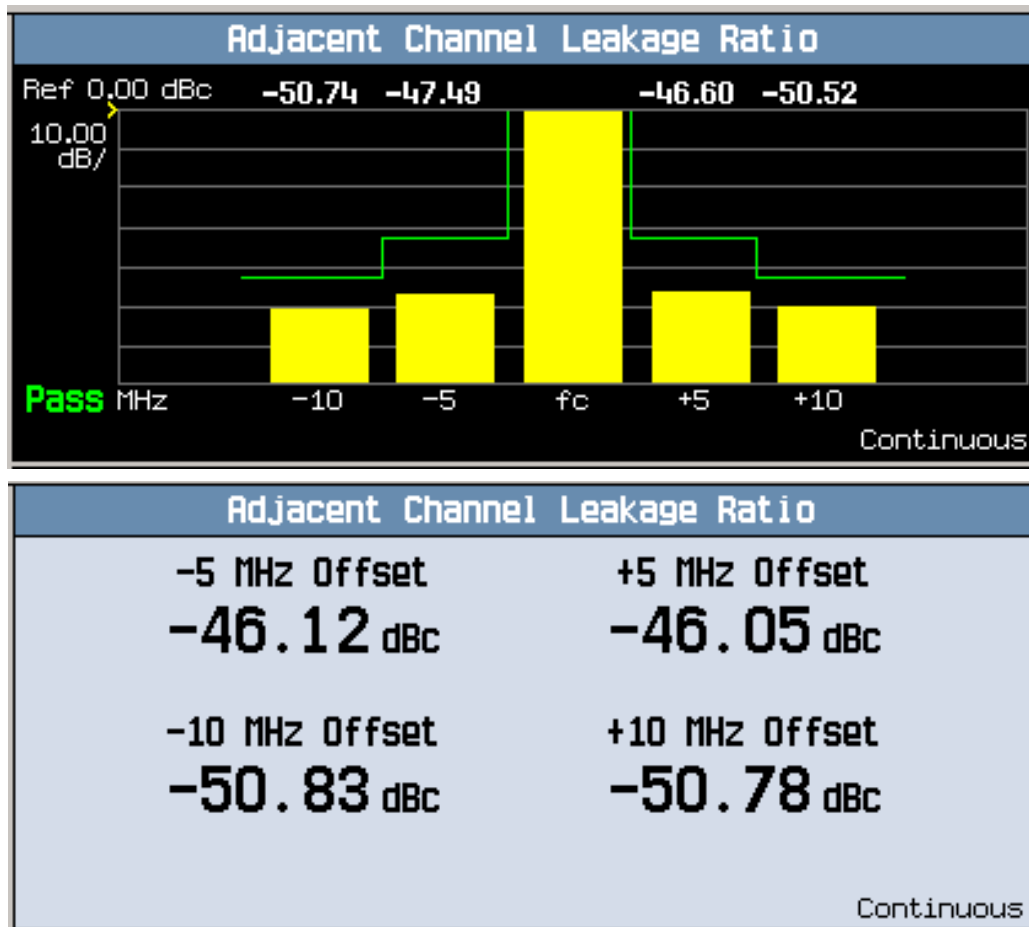 Adjacent Channel Leakage Ratio
Ref 0.00 dBc -50.74 -47.49 -46.60 -50.52
10.00
dB/
Pass MHz -10 -5 fc +5 +10
Continuous
Adjacent Channel Leakage Ratio
-5 MHz Offset +5 MHz Offset
-46.12 dBc -46.05 dBc
-10 MHz Offset +10 MHz Offset
-50.83 dBc -50.78 dBc
Continuous